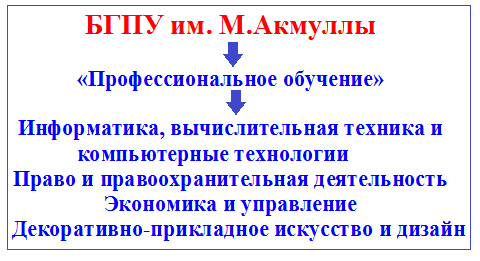 БГПУ им. М.Акмуллы
«Профессиональное обучение»
Информатика, вычислительная техника и
компьютерные технологии
Право и правоохранительная деятельность
Экономика и управление
Декоративно-прикладное искусство и дизайн